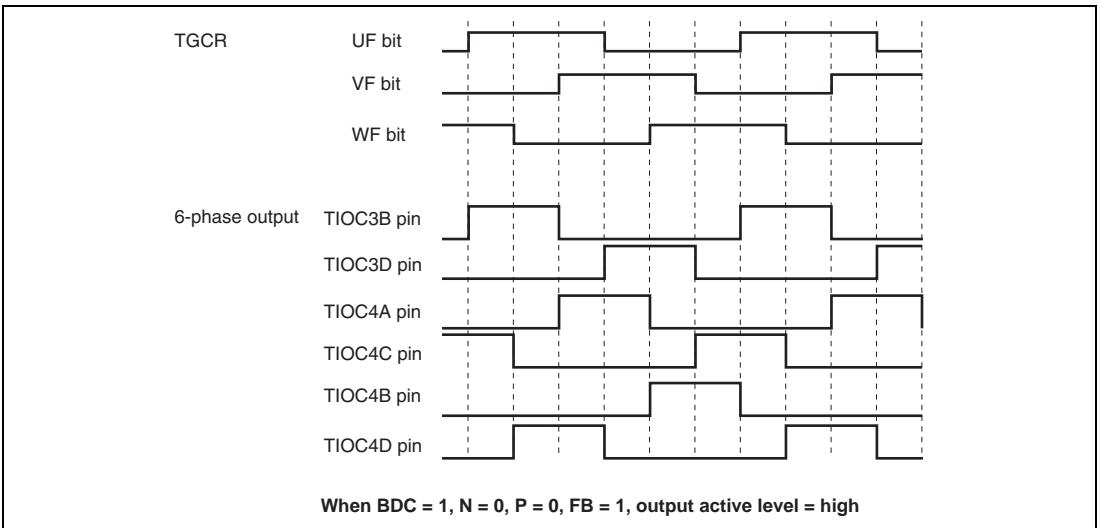 TGCR UF bit
VF bit
WF bit
6-phase output TIOC3B pin
TIOC3D pin
TIOC4A pin
TIOC4C pin
TIOC4B pin
TIOC4D pin
When BDC = 1, N = 0, P = 0, FB = 1, output active level = high